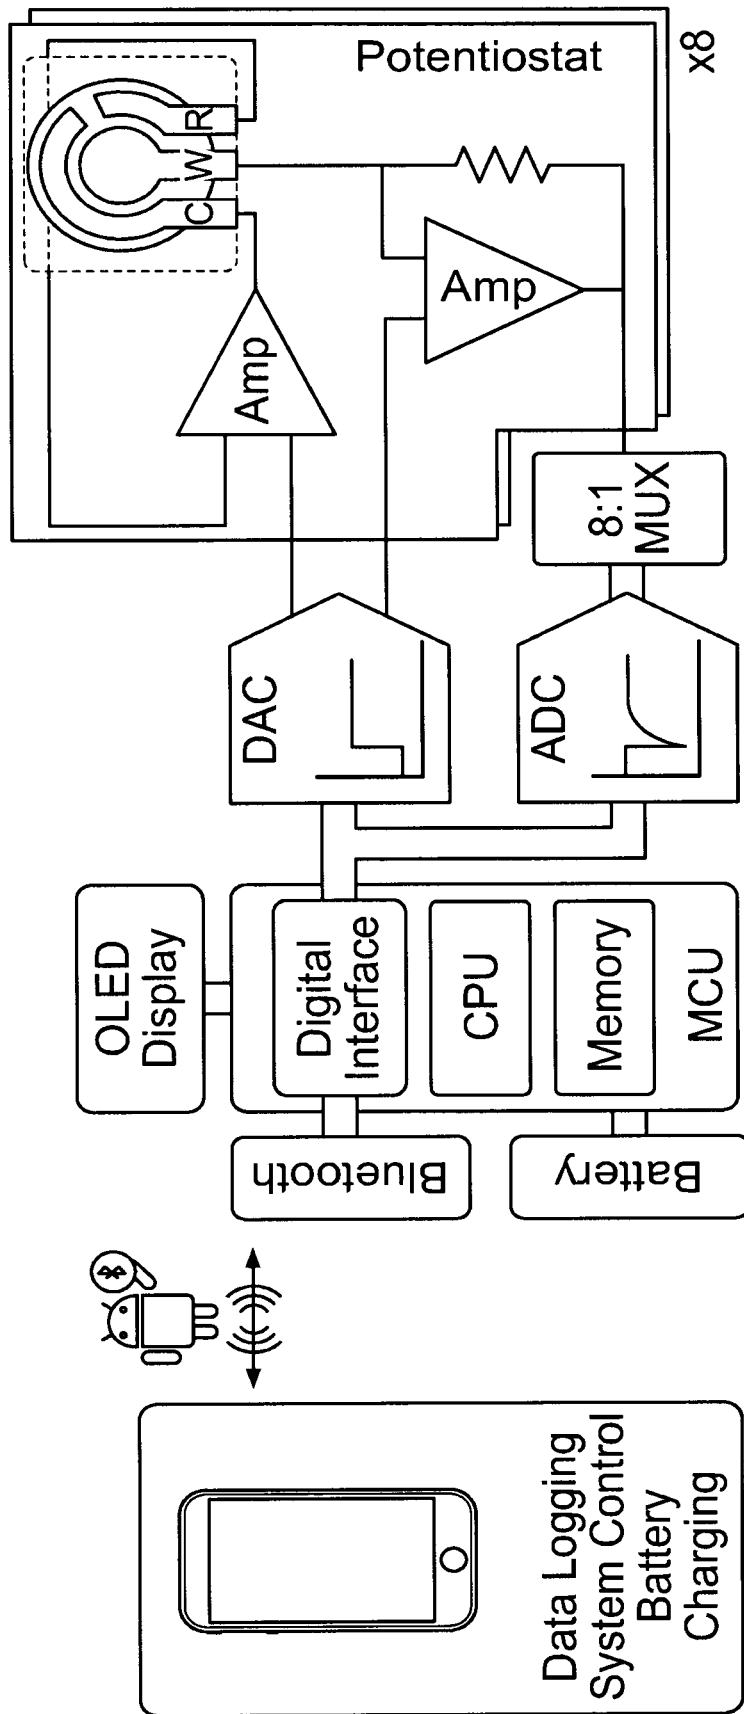 Data Logging
System Control
Battery
Charging
Bluetooth
Battery
OLED
Display
Digital
Interface
CPU
Memory
MCU
DAC
ADC
8:1
MUX
Potentiostat
x8
C
W
R
Amp
Amp